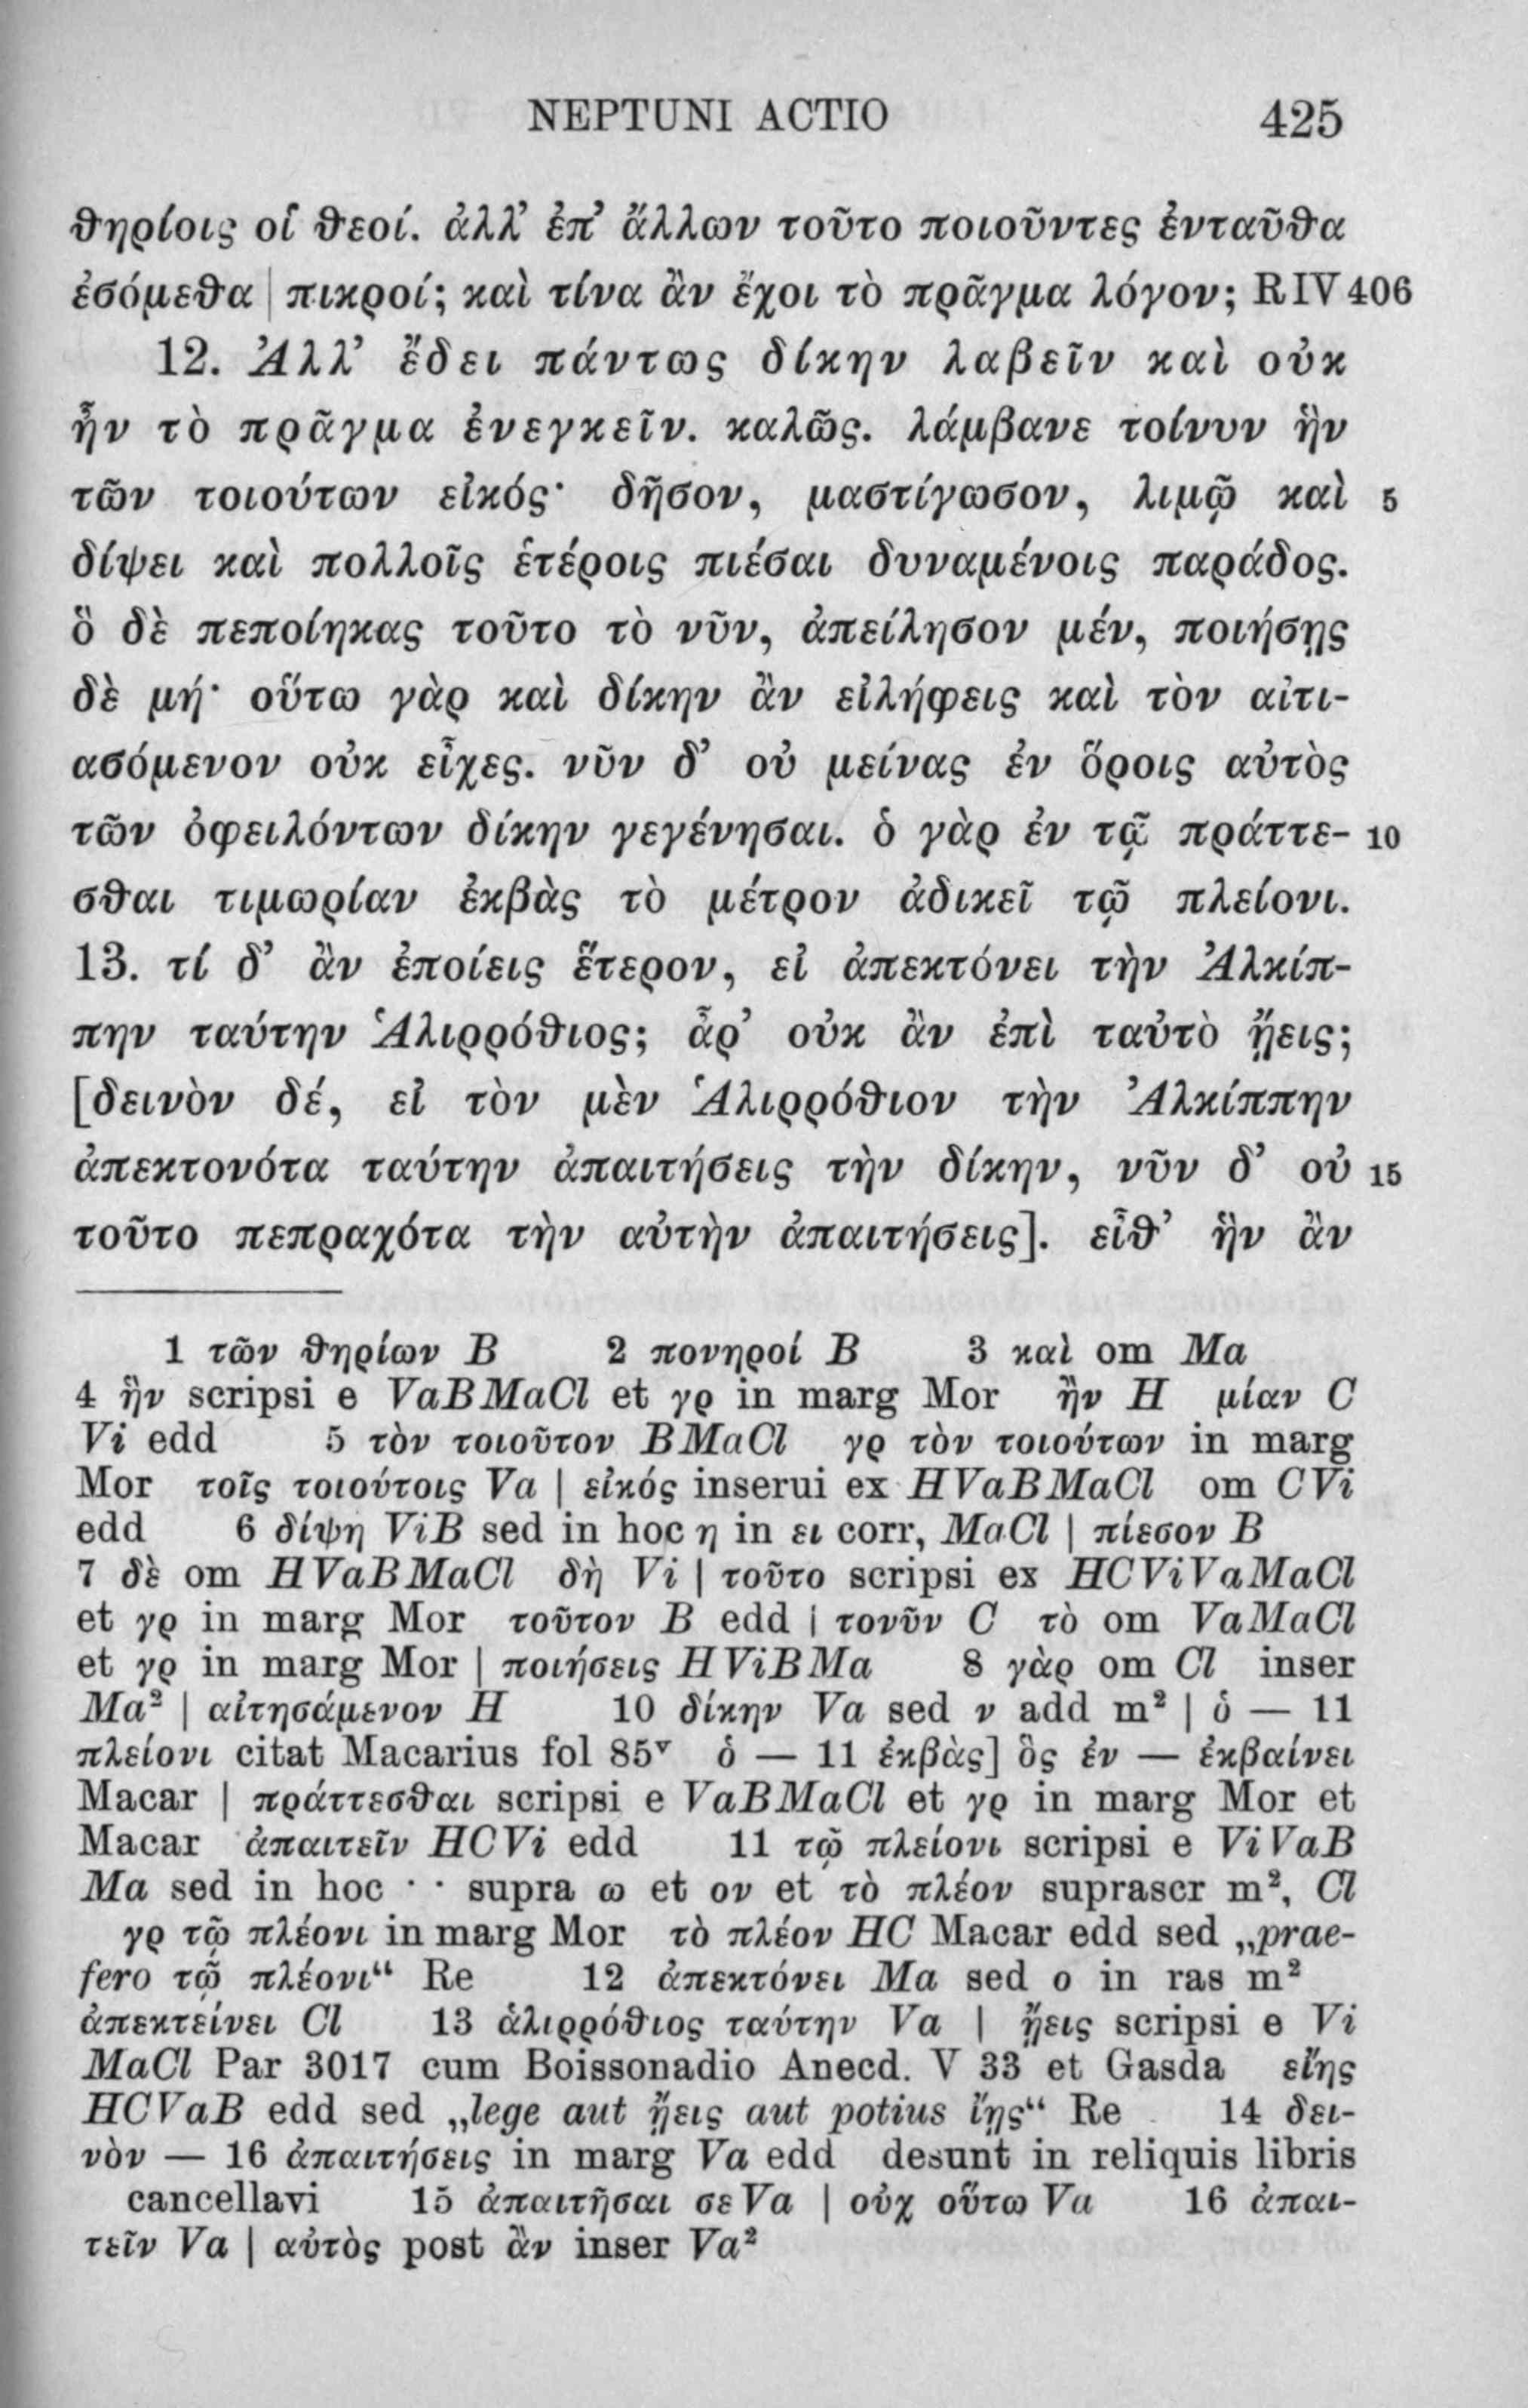 NEPTUNI ACTIO 425
θηρίοις οἱ θεοί. ἀλλ’ ἐπ’ ἄλλων τοῦτο ποιοῦντες ἐνταῦθα
ἐσόμεθα | πικροί; καὶ τίνα ἂν ἔχοι τὸ πρᾶγμα λόγον; R IV 406
12. Ἀλλ’ ἔδει πάντως δίκην λαβεῖν καὶ οὐκ
ἦν τὸ πρᾶγμα ἐνεγκεῖν. καλῶς. λάμβανε τοίνυν ἣν
τῶν τοιούτων εἰκός· δῆσον, μαστίγωσον, λιμῷ καὶ 5
δίψει καὶ πολλοῖς ἑτέροις πιέσαι δυναμένοις παράδος.
ὃ δὲ πεποίηκας τοῦτο τὸ νῦν, ἀπείλησον μέν, ποιήσῃς
δὲ μή· οὕτω γὰρ καὶ δίκην ἂν εἰλήφεις καὶ τὸν αἰτι-
ασόμενον οὐκ εἶχες. νῦν δ’ οὐ μείνας ἐν ὅροις αὐτὸς
τῶν ὀφειλόντων δίκην γεγένησαι. ὁ γὰρ ἐν τῷ πράττε- 10
σθαι τιμωρίαν ἐκβὰς τὸ μέτρον ἀδικεῖ τῷ πλείονι.
13. τί δ’ ἂν ἐποίεις ἕτερον, εἰ ἀπεκτόνει τὴν Ἀλκίπ-
πην ταύτην Ἁλιρρόθιος; ἆρ’ οὐκ ἂν ἐπὶ ταὐτὸ ᾔεις;
[δεινὸν δέ, εἰ τὸν μὲν Ἁλιρρόθιον τὴν Ἀλκίππην
ἀπεκτονότα ταύτην ἀπαιτήσεις τὴν δίκην, νῦν δ’ οὐ 15
τοῦτο πεπραχότα τὴν αὐτὴν ἀπαιτήσεις]. εἶθ’ ἣν ἂν
1 τῶν θηρίων B 2 πονηροί B 3 καὶ om Ma
4 ἣν scripsi e VaBMaCl et γρ in marg Mor ἢν H μίαν C
Vi edd 5 τὸν τοιοῦτον BMaCl γρ τὸν τοιούτων in marg
Mor τοῖς τοιούτοις Va | εἰκός inserui ex HVaBMaCl om CVi
edd 6 δίψη ViB sed in hoc η in ει corr, MaCl | πίεσον B
7 δὲ om HVaBMaCl δὴ Vi | τοῦτο scripsi ex HCViVaMaCl
et γρ in marg Mor τοῦτον B edd | τονῦν C τὸ om VaMaCl
et γρ in marg Mor | ποιήσεις HViBMa 8 γὰρ om Cl inser
Ma² | αἰτησάμενον H 10 δίκην Va sed ν add m² | ὁ — 11
πλείονι citat Macarius fol 85ᵛ ὁ — 11 ἐκβὰς] ὃς ἐν — ἐκβαίνει
Macar | πράττεσθαι scripsi e VaBMaCl et γρ in marg Mor et
Macar ἀπαιτεῖν HCVi edd 11 τῷ πλείονι scripsi e ViVaB
Ma sed in hoc · · supra ω et ον et τὸ πλέον suprascr m², Cl
γρ τῷ πλέονι in marg Mor τὸ πλέον HC Macar edd sed „prae-
fero τῷ πλέονι“ Re 12 ἀπεκτόνει Ma sed ο in ras m²
ἀπεκτείνει Cl 13 ἁλιρρόθιος ταύτην Va | ᾔεις scripsi e Vi
MaCl Par 3017 cum Boissonadio Anecd. V 33 et Gasda εἴης
HCVaB edd sed „lege aut ᾔεις aut potius ἴῃς“ Re 14 δει-
νὸν — 16 ἀπαιτήσεις in marg Va edd desunt in reliquis libris
cancellavi 15 ἀπαιτῆσαι σε Va | οὐχ οὕτω Va 16 ἀπαι-
τεῖν Va | αὐτὸς post ἂν inser Va²